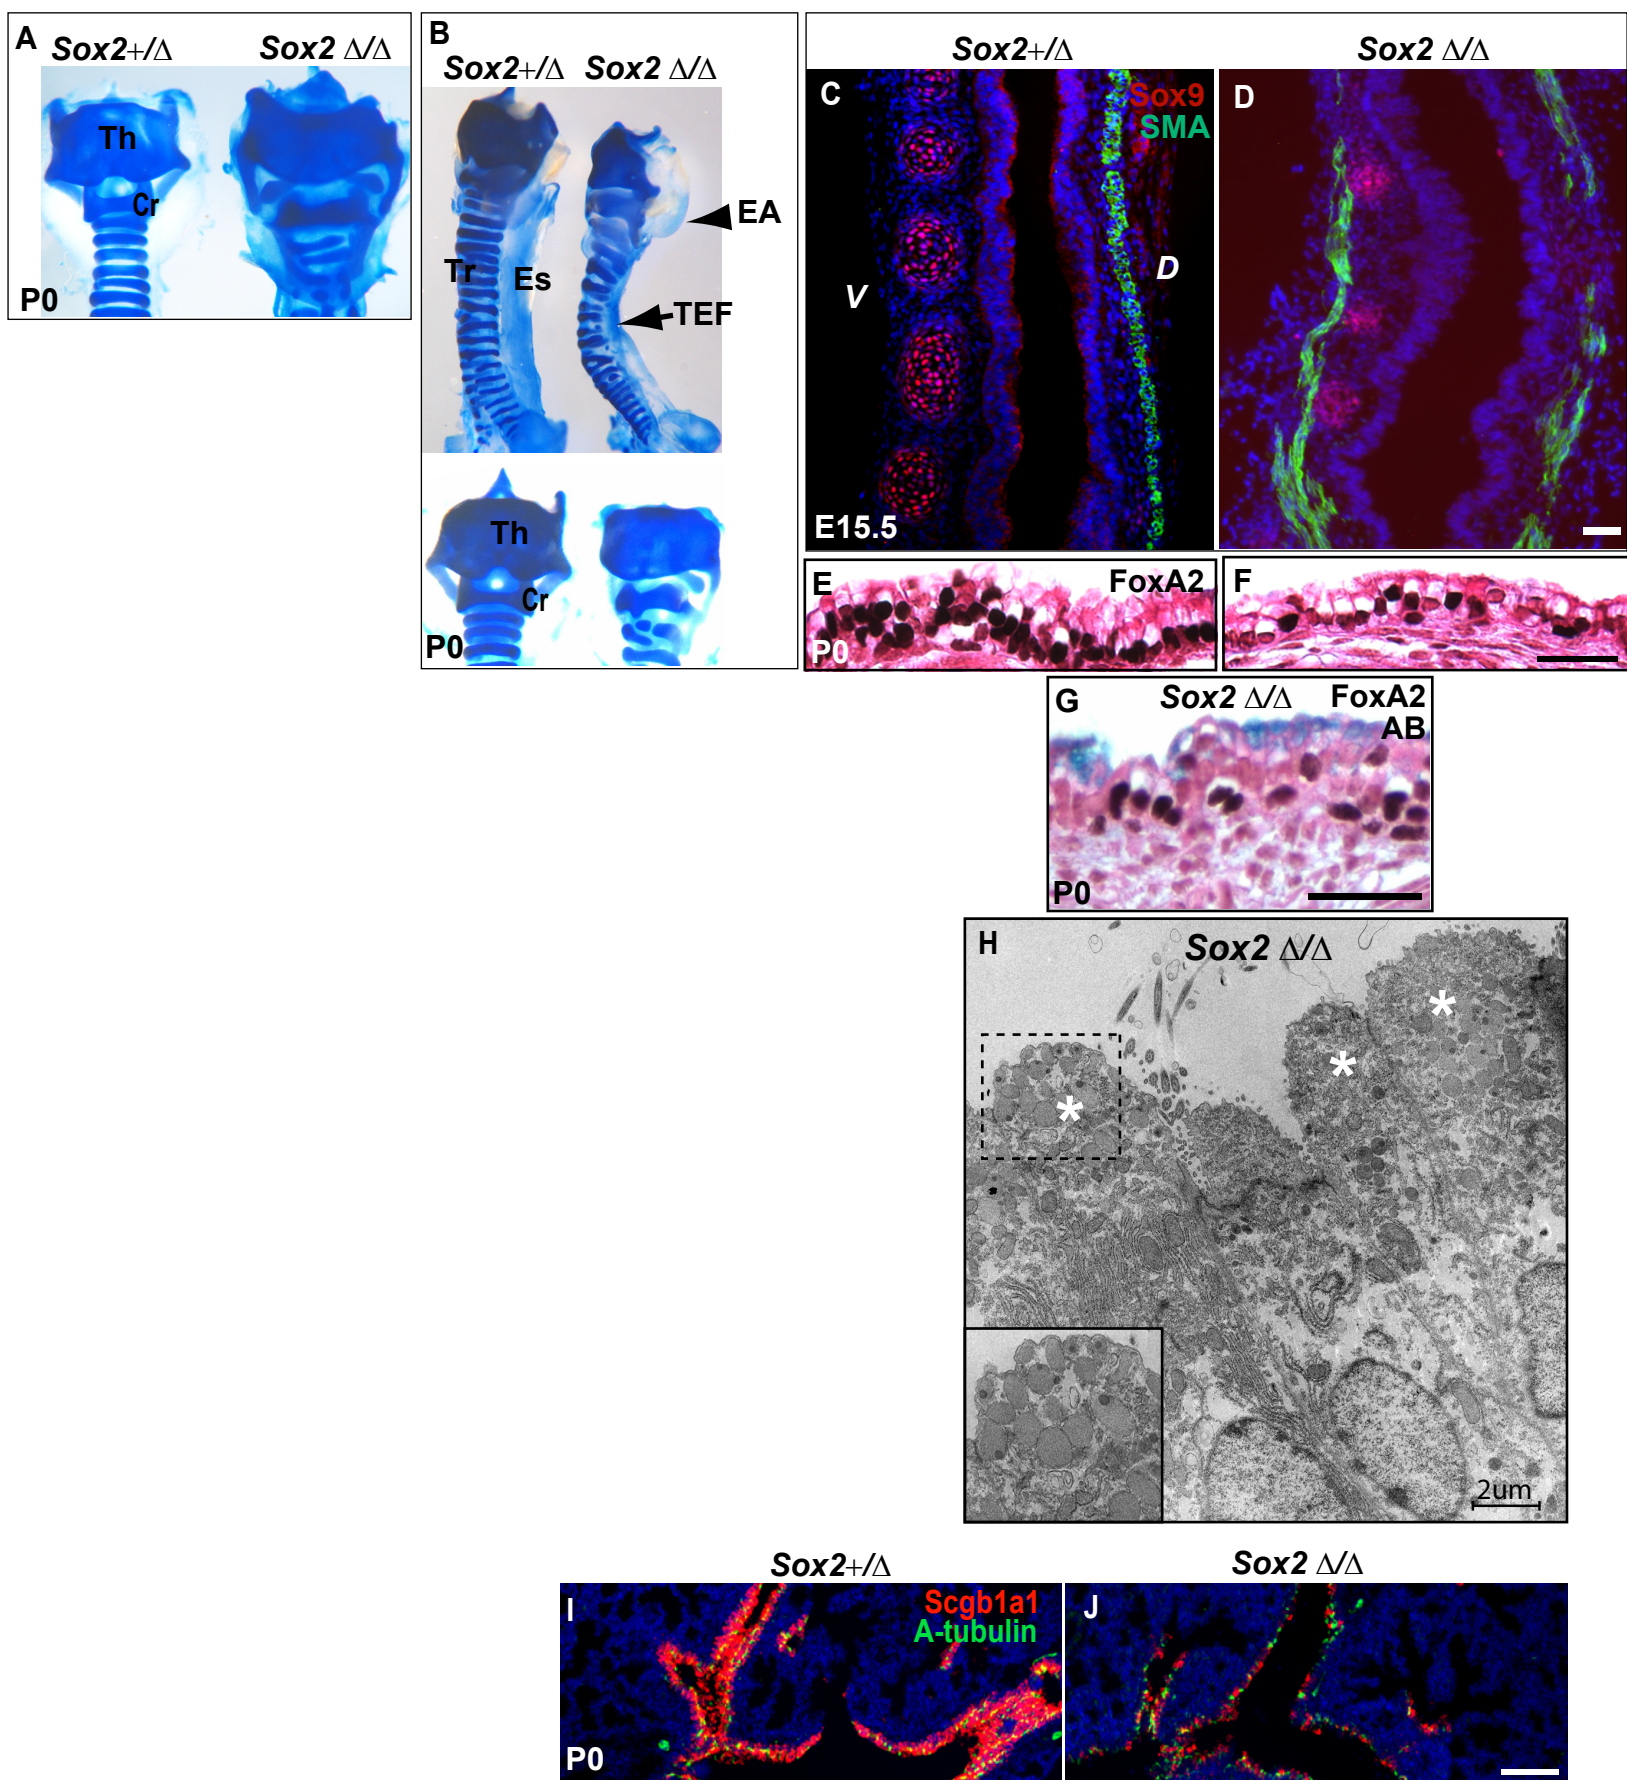 A
Sox2+/Δ
Sox2 Δ/Δ
Th
Cr
P0
B
Sox2+/Δ
Sox2 Δ/Δ
EA
Tr
Es
TEF
Th
Cr
P0
Sox2+/Δ
Sox2 Δ/Δ
C
Sox9
SMA
V
D
E15.5
D
E
FoxA2
P0
F
G
Sox2 Δ/Δ
FoxA2
AB
P0
H
Sox2 Δ/Δ
*
*
*
2um
Sox2+/Δ
Sox2 Δ/Δ
I
Scgb1a1
A-tubulin
P0
J